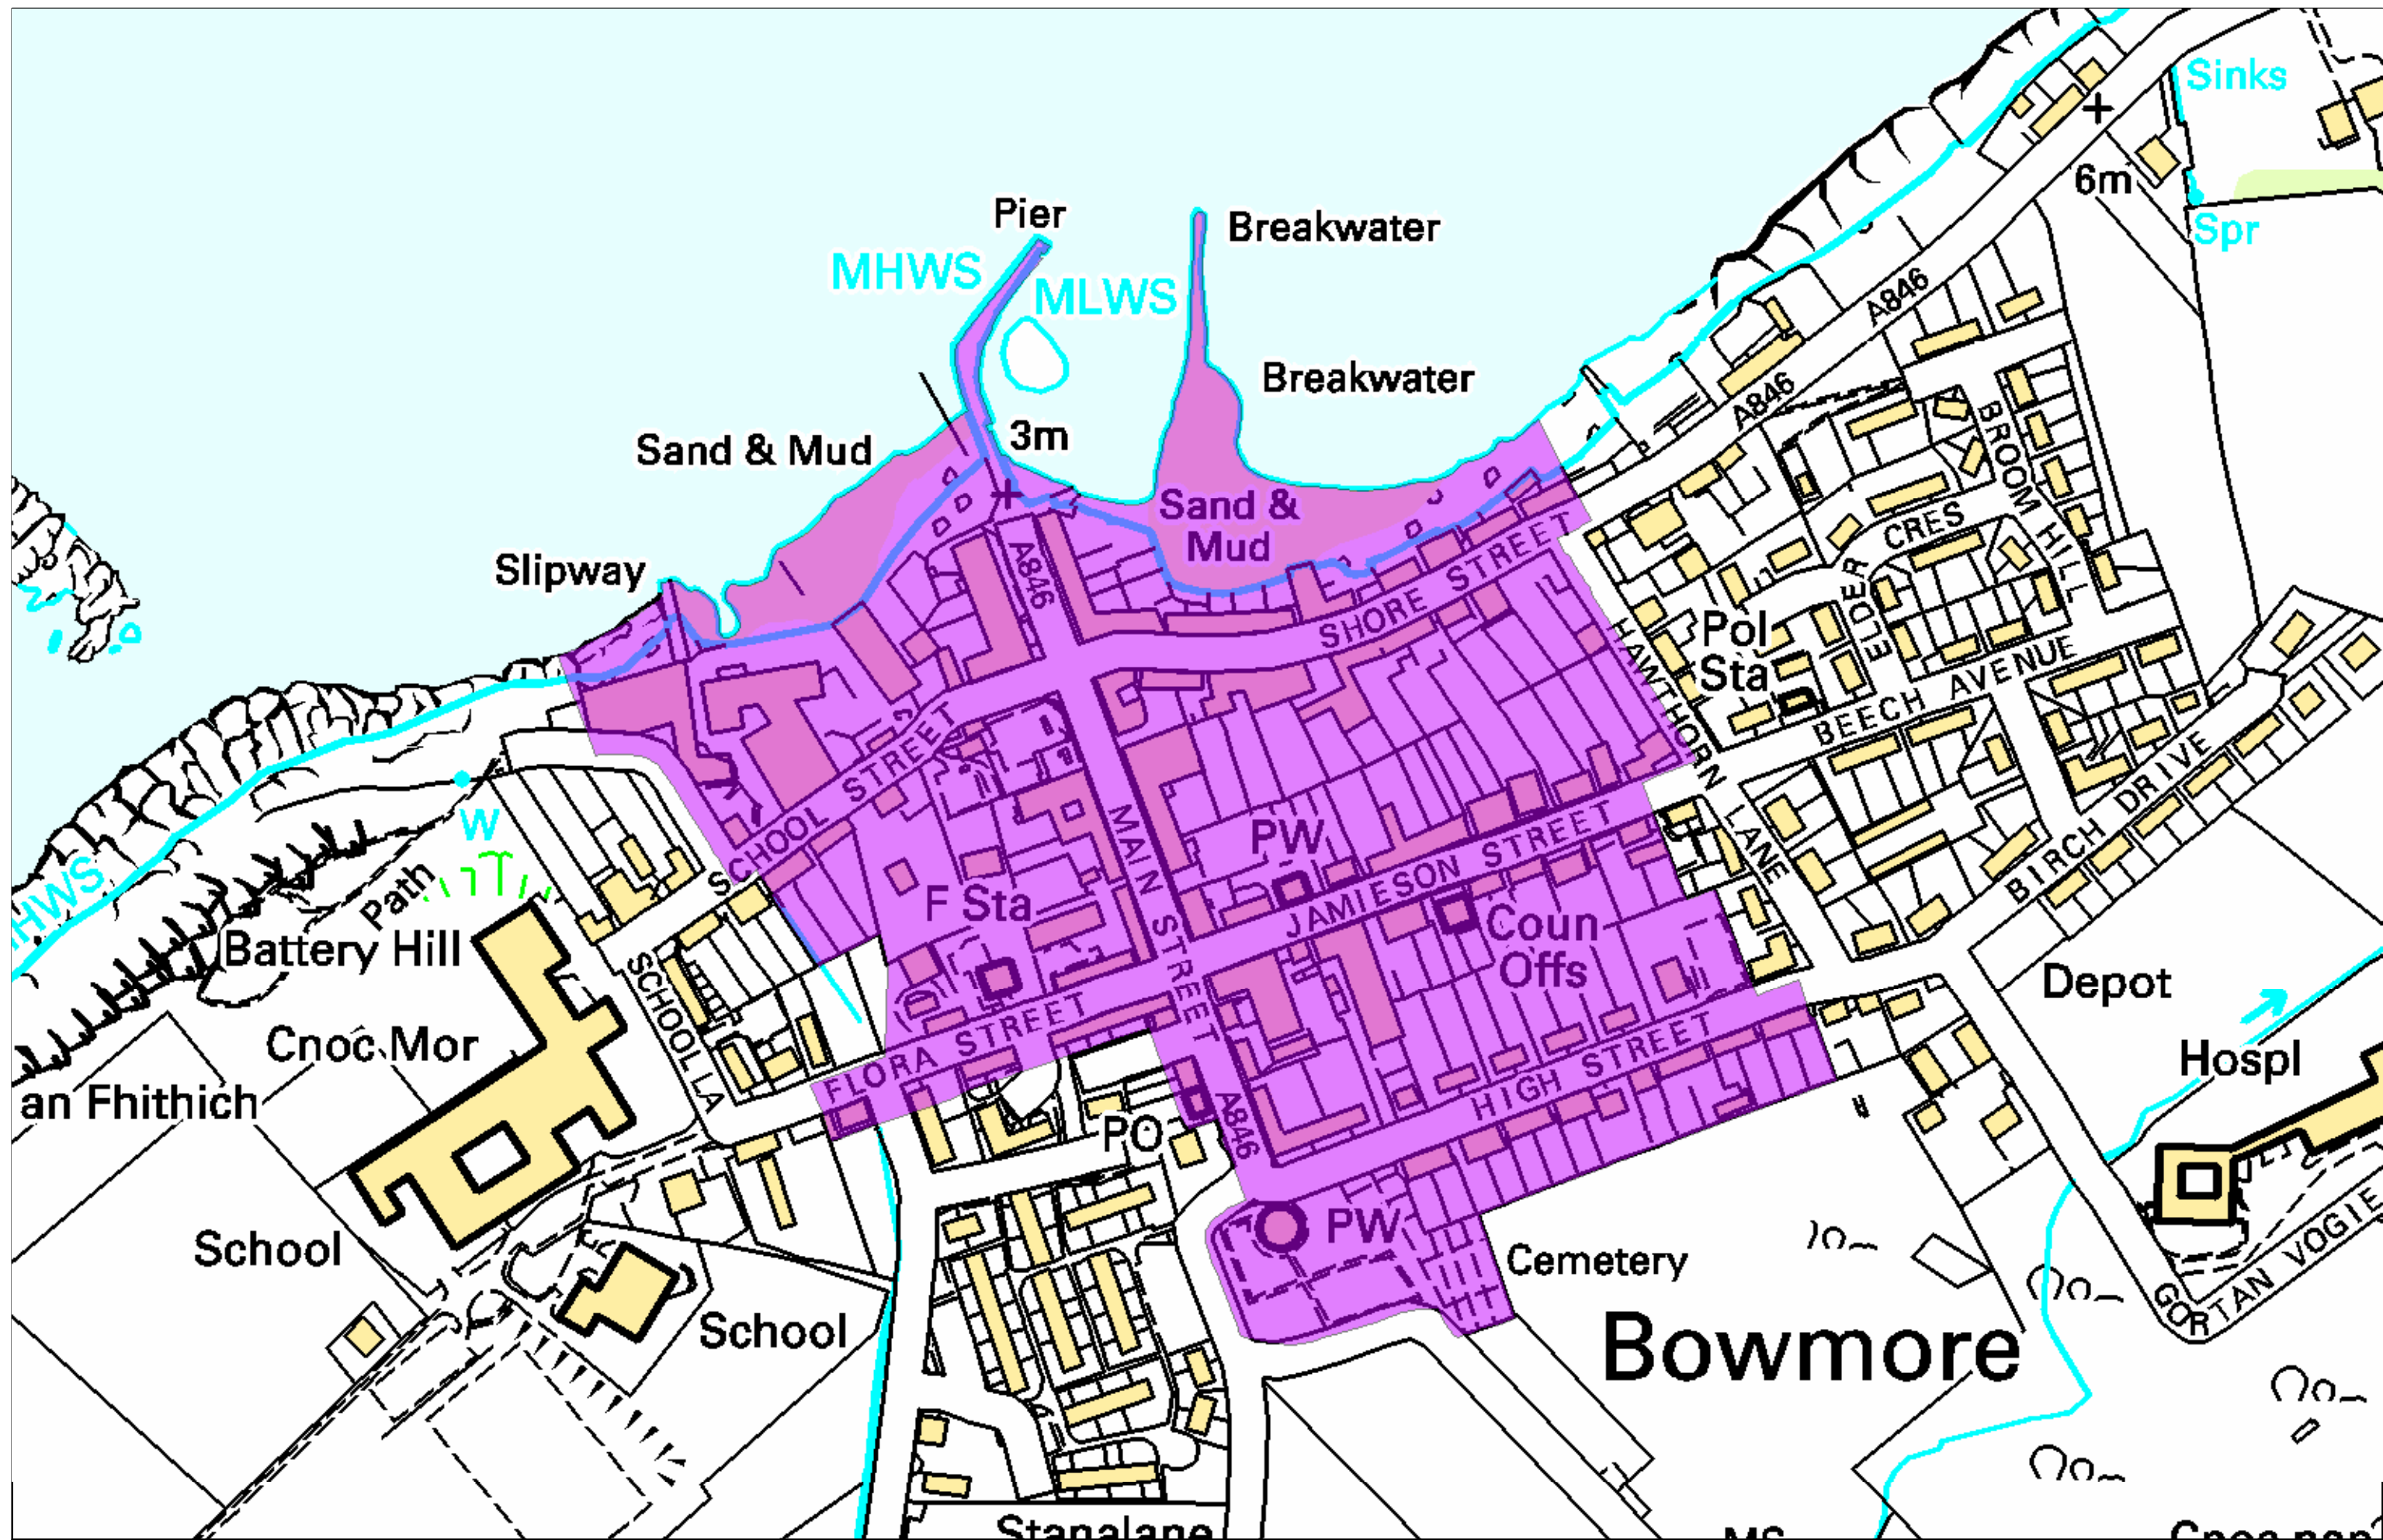 Sinks
6m
Spr
Pier
Breakwater
MHWS
MLWS
A846
Breakwater
A846
3m
Sand & Mud
BROOM HILL
Sand &
Mud
CRES
ELDER
Slipway
A846
SHORE STREET
HAWTHORN LANE
Pol
Sta
BEECH AVENUE
SCHOOL STREET
MAIN STREET
BIRCH DRIVE
W
PW
JAMIESON STREET
Path
F Sta
Coun
Offs
MHWS
Battery Hill
SCHOOL LA
Depot
Cnoc Mor
FLORA STREET
HIGH STREET
Hospl
an Fhithich
A846
PO
School
PW
Cemetery
GORTAN VOGIE
School
Bowmore
Stanalane
MS